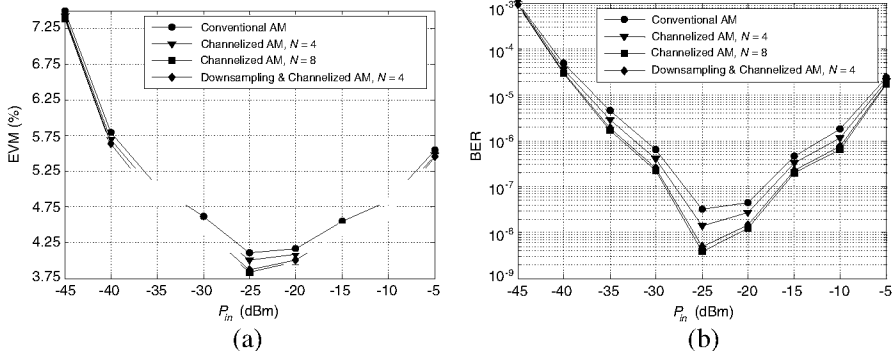 7.25
6.75
6.25
5.75
5.25
4.75
4.25
3.75
EVM (%)
Conventional AM
Channelized AM, N = 4
Channelized AM, N = 8
Downsampling & Channelized AM, N = 4
-45 -40 -35 -30 -25 -20 -15 -10 -5
P_in (dBm)
(a)
10^-3
10^-4
10^-5
10^-6
10^-7
10^-8
10^-9
BER
Conventional AM
Channelized AM, N = 4
Channelized AM, N = 8
Downsampling & Channelized AM, N = 4
-45 -40 -35 -30 -25 -20 -15 -10 -5
P_in (dBm)
(b)